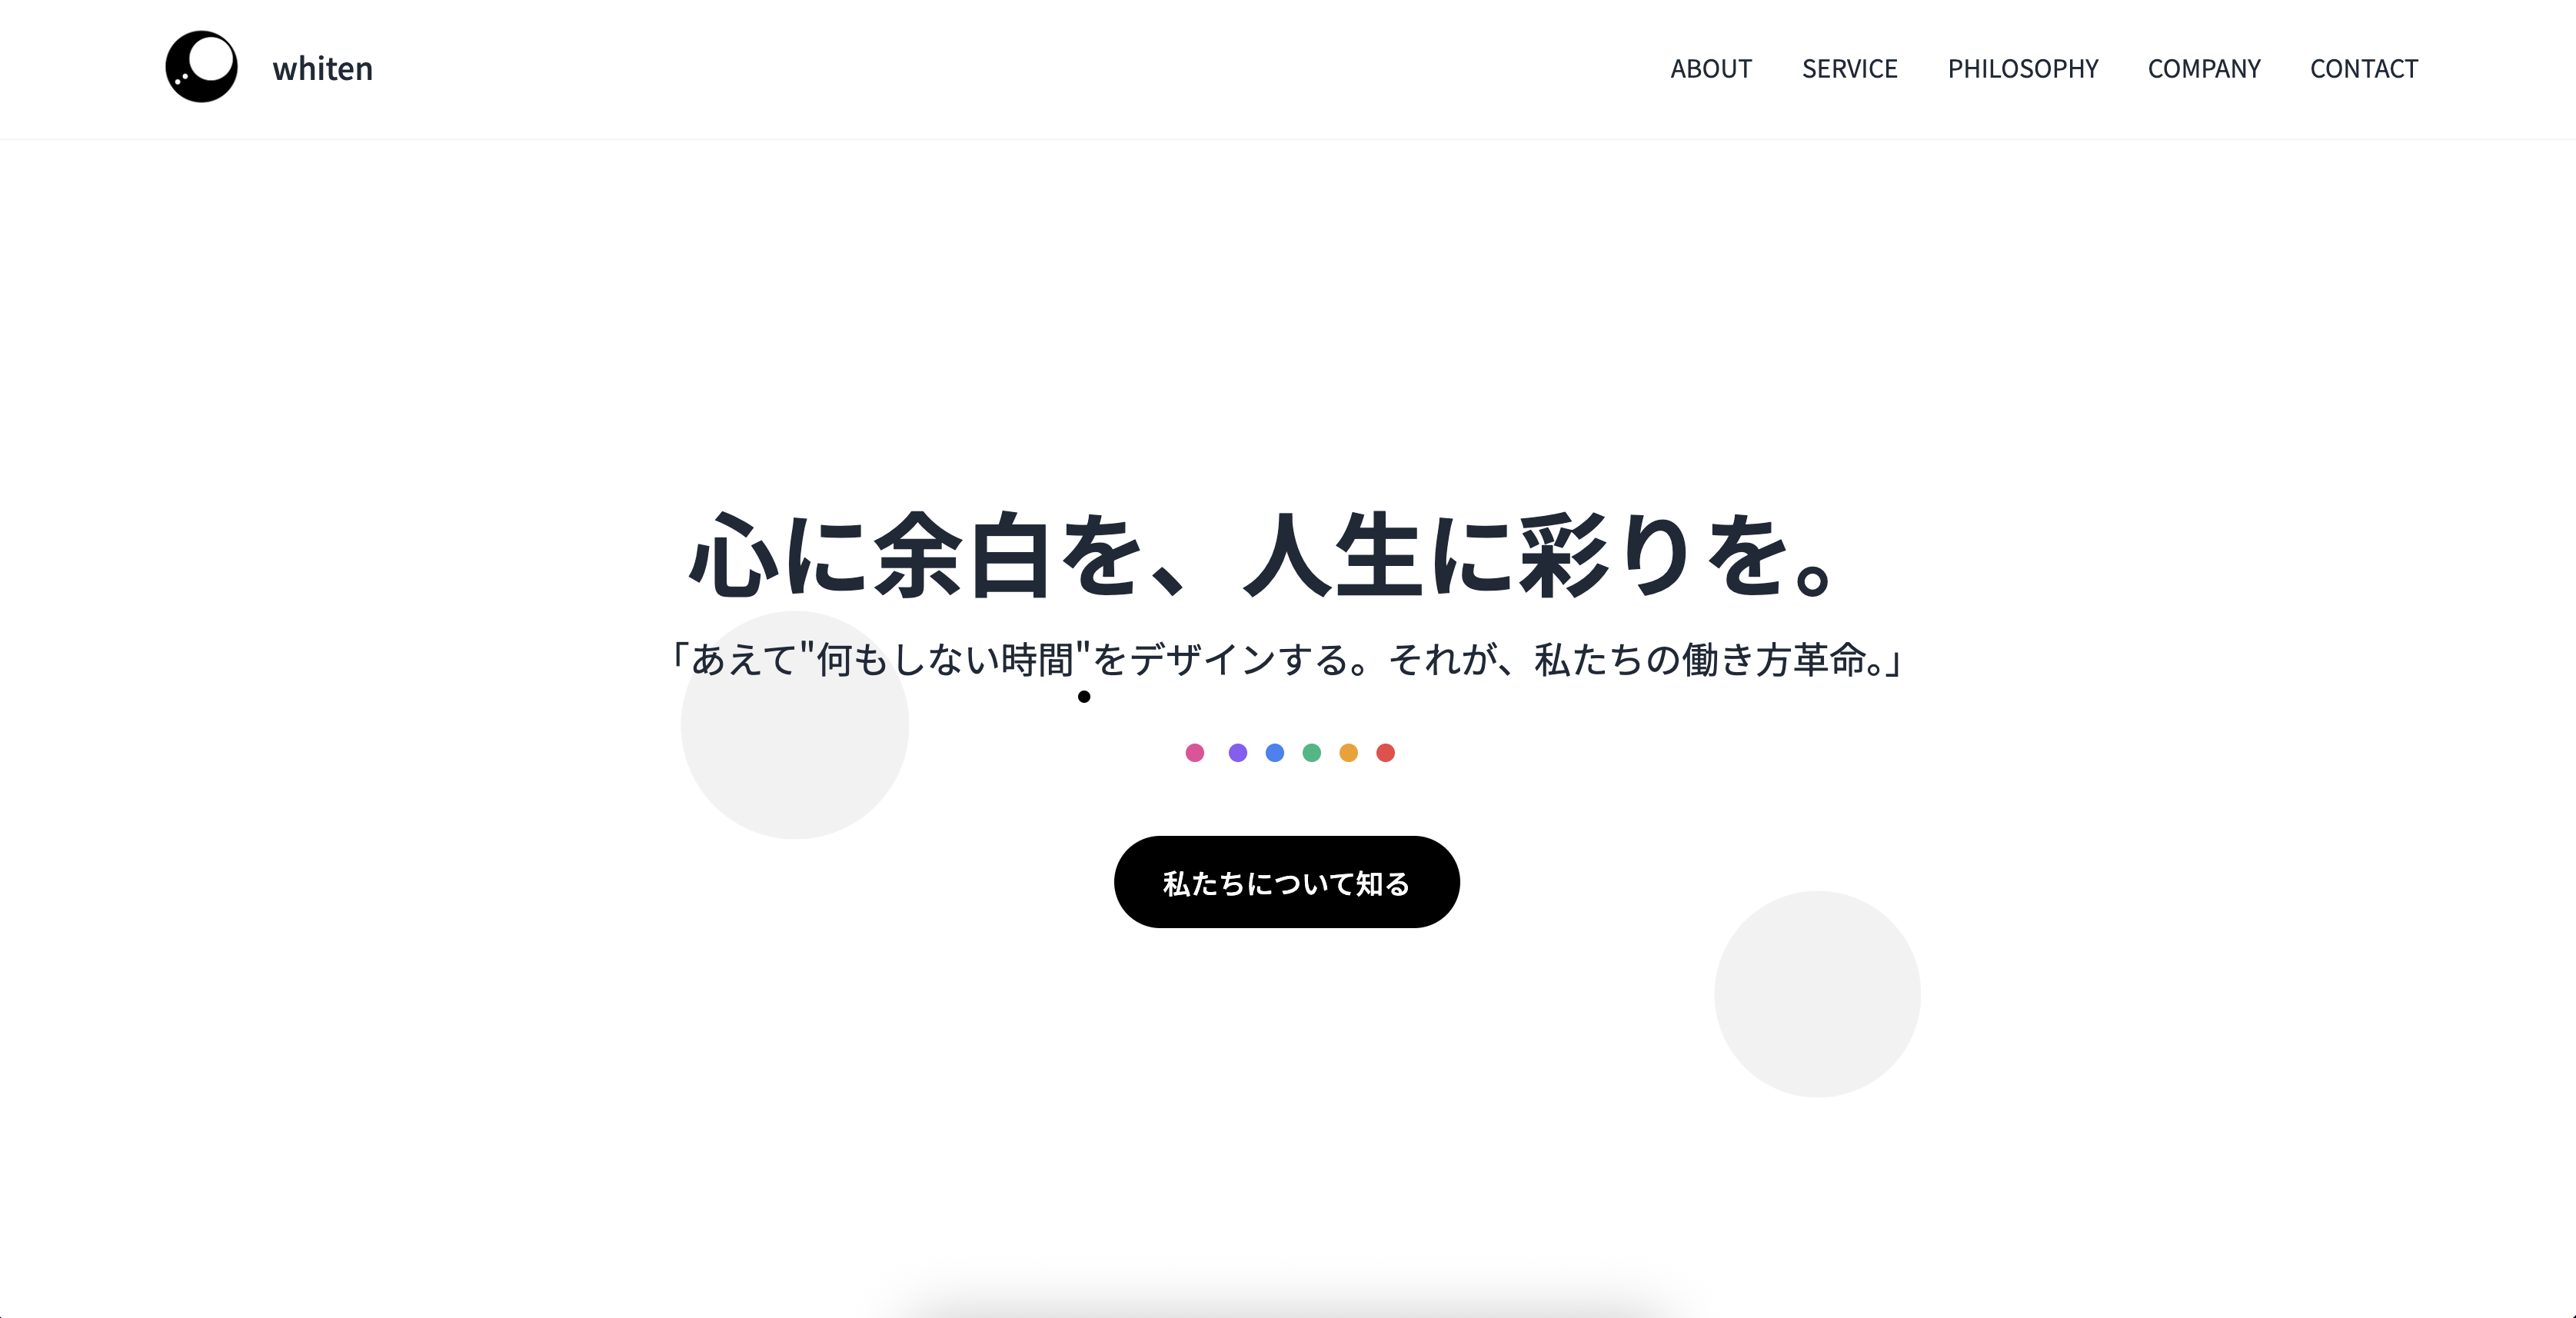 whiten
ABOUT SERVICE PHILOSOPHY COMPANY CONTACT
心に余白を、人生に彩りを。
「あえて"何もしない時間"をデザインする。それが、私たちの働き方革命。」
私たちについて知る